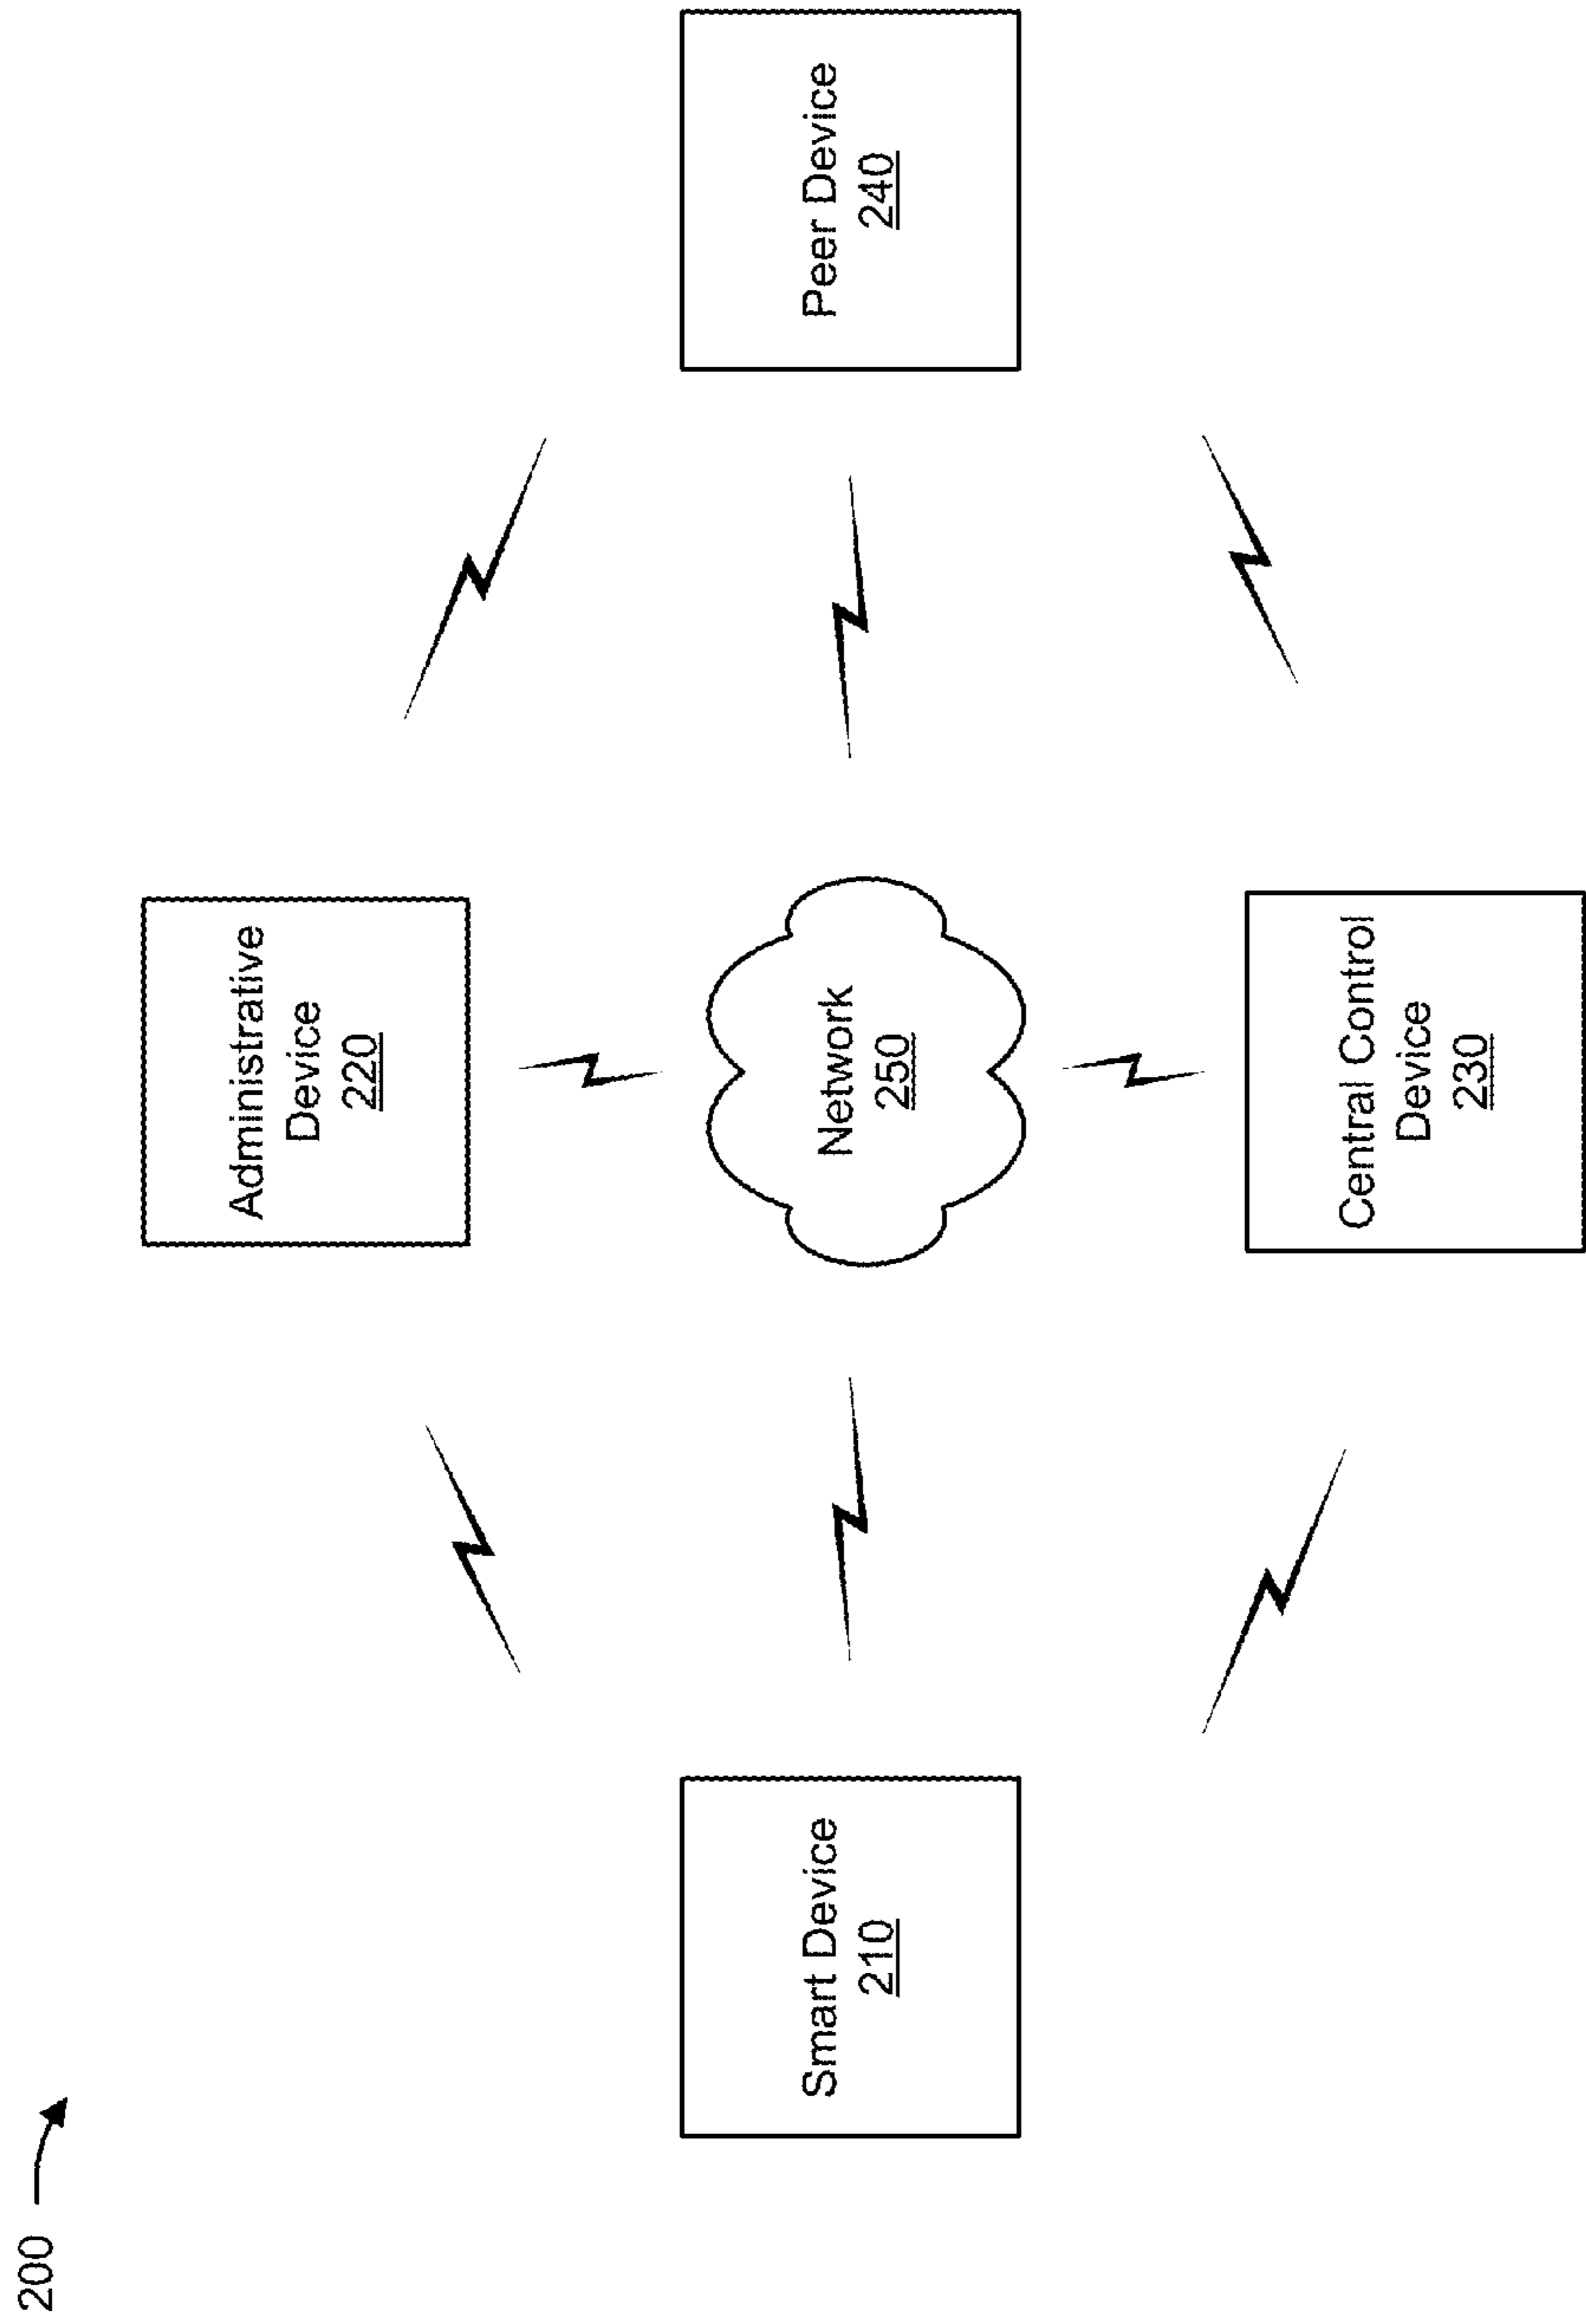 200
Administrative
Device
220
Smart Device
210
Network
250
Peer Device
240
Central Control
Device
230